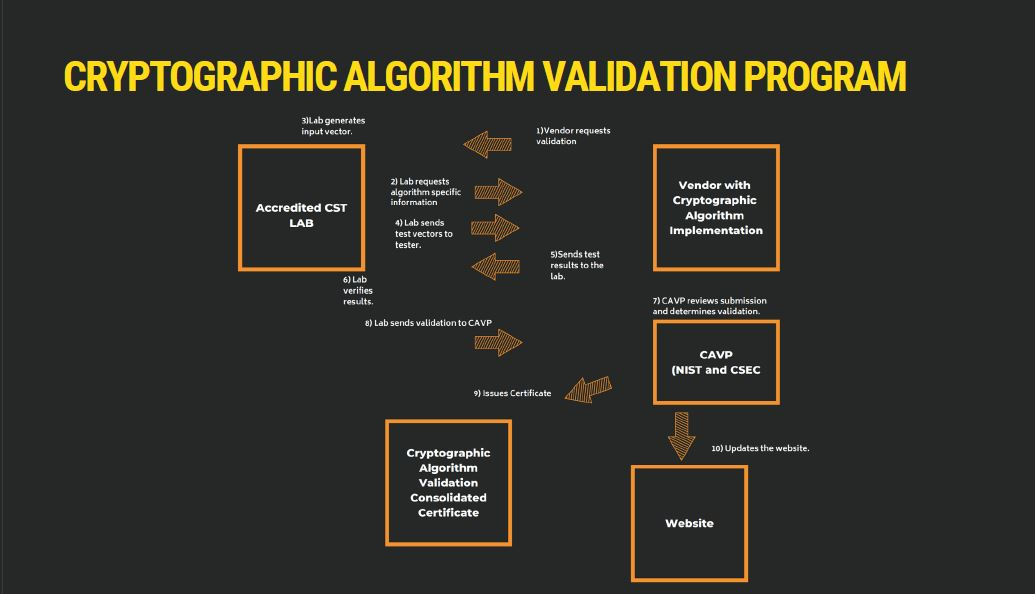 CRYPTOGRAPHIC ALGORITHM VALIDATION PROGRAM
3)Lab generates
input vector.
1)Vendor requests
validation
Accredited CST
LAB
2) Lab requests
algorithm specific
information
4) Lab sends
test vectors to
tester.
5)Sends test
results to the
lab.
Vendor with
Cryptographic
Algorithm
Implementation
6) Lab
verifies
results.
7) CAVP reviews submission
and determines validation.
8) Lab sends validation to CAVP
CAVP
(NIST and CSEC
9) Issues Certificate
10) Updates the website.
Cryptographic
Algorithm
Validation
Consolidated
Certificate
Website